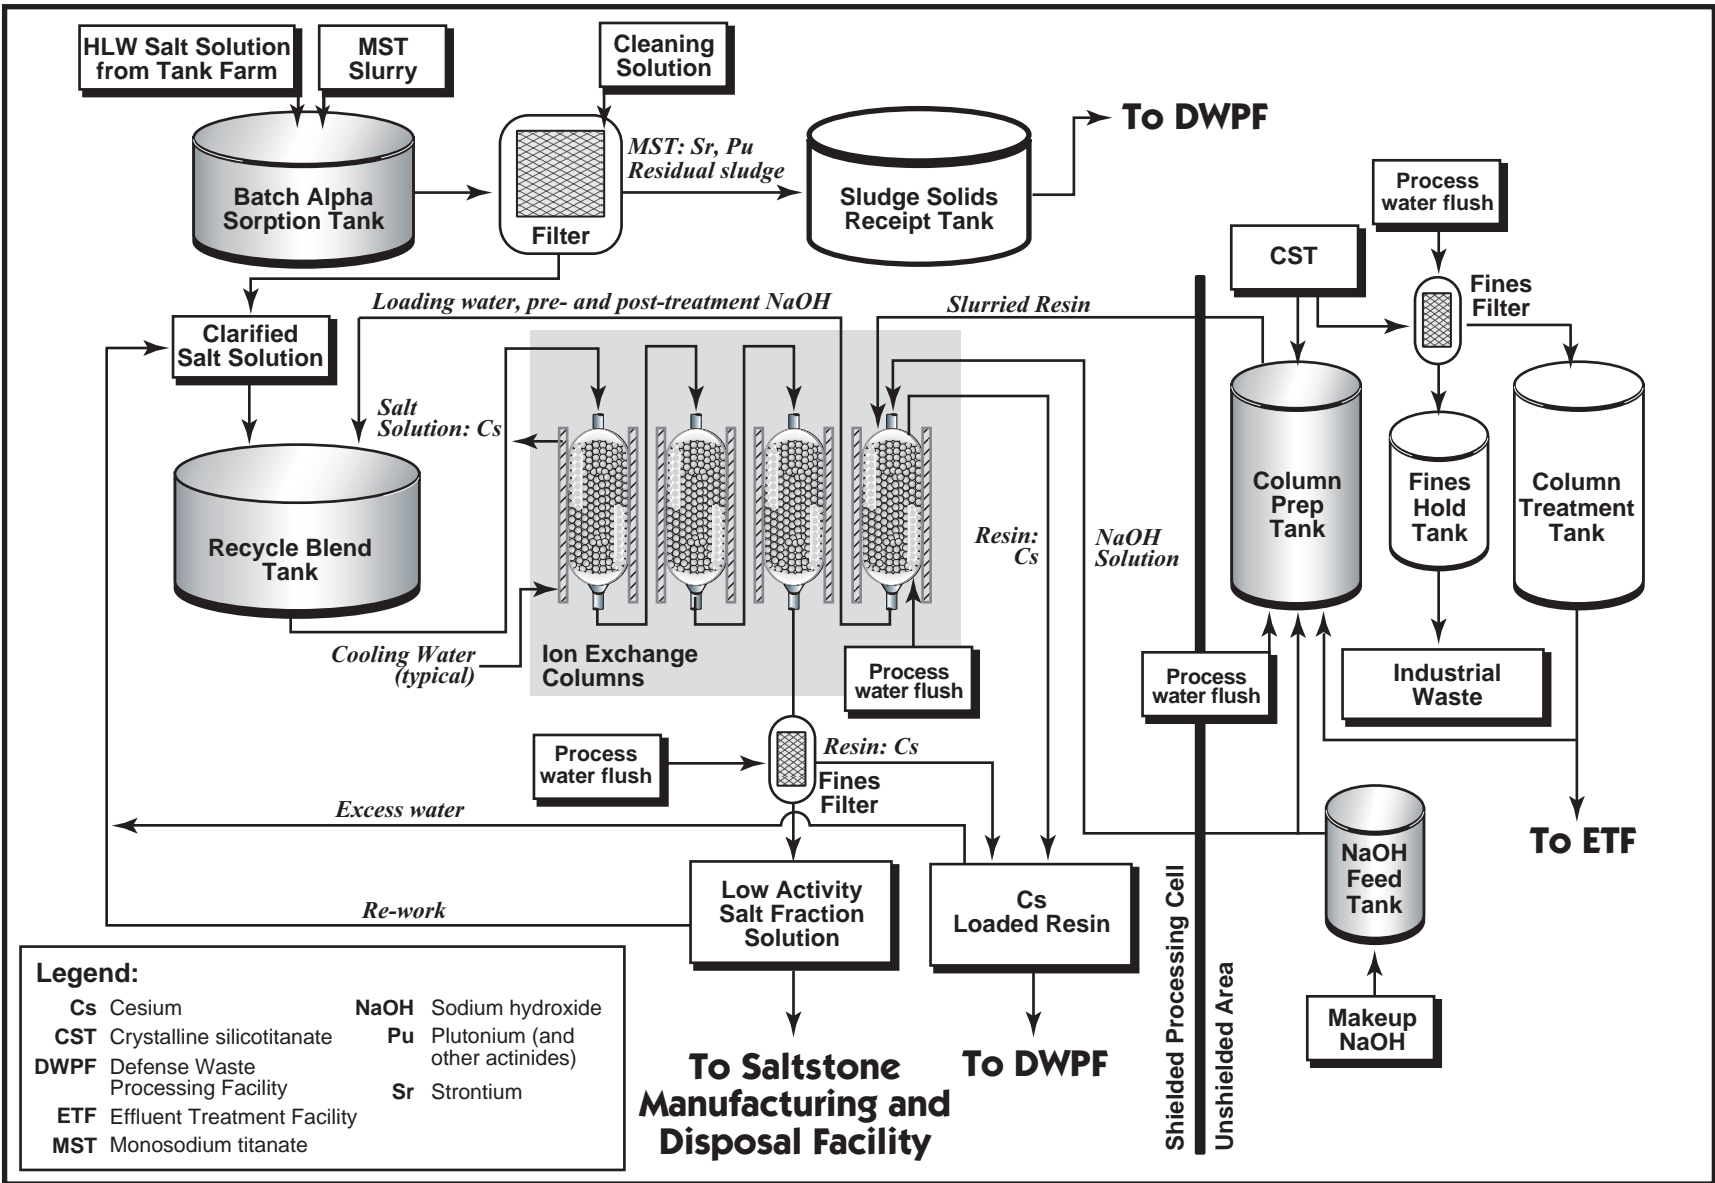 HLW Salt Solution
from Tank Farm
MST
Slurry
Cleaning
Solution
To DWPF
MST: Sr, Pu
Residual sludge
Batch Alpha
Sorption Tank
Filter
Sludge Solids
Receipt Tank
Process
water flush
CST
Fines
Filter
Loading water, pre- and post-treatment NaOH
Slurried Resin
Clarified
Salt Solution
Salt
Solution: Cs
Recycle Blend
Tank
Resin:
Cs
NaOH
Solution
Column
Prep
Tank
Fines
Hold
Tank
Column
Treatment
Tank
Cooling Water
(typical)
Ion Exchange
Columns
Process
water flush
Process
water flush
Industrial
Waste
Process
water flush
Resin: Cs
Fines
Filter
Excess water
To ETF
NaOH
Feed
Tank
Low Activity
Salt Fraction
Solution
Cs
Loaded Resin
Re-work
Shielded Processing Cell
Unshielded Area
Makeup
NaOH
To Saltstone
Manufacturing and
Disposal Facility
To DWPF
Legend:
Cs Cesium
CST Crystalline silicotitanate
DWPF Defense Waste
Processing Facility
ETF Effluent Treatment Facility
MST Monosodium titanate
NaOH Sodium hydroxide
Pu Plutonium (and
other actinides)
Sr Strontium